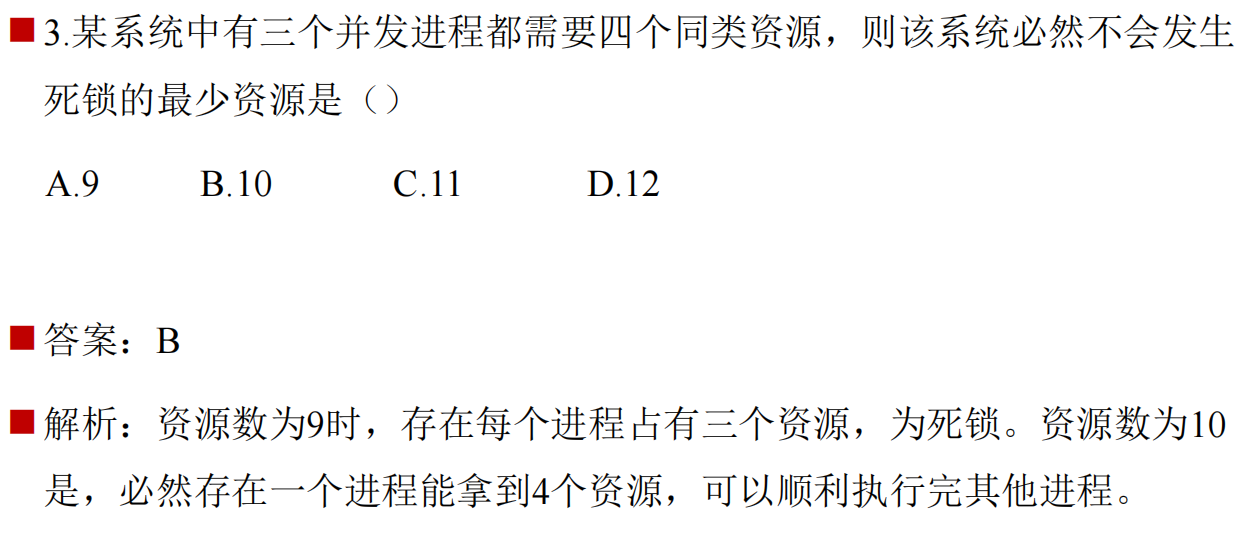 3.某系统中有三个并发进程都需要四个同类资源，则该系统必然不会发生
死锁的最少资源是（）
A.9 B.10 C.11 D.12
答案：B
解析：资源数为9时，存在每个进程占有三个资源，为死锁。资源数为10
是，必然存在一个进程能拿到4个资源，可以顺利执行完其他进程。